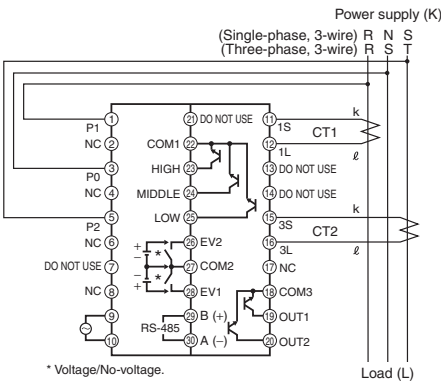 Power supply (K)
(Single-phase, 3-wire) R N S
(Three-phase, 3-wire) R S T
1 21 DO NOT USE 11 k
P1 1S CT1
NC 2 COM1 22 12
1L ℓ
3 HIGH 23 13 DO NOT USE
P0
NC 4 MIDDLE 24 14 DO NOT USE
5 LOW 25 15 k
P2 3S CT2
NC 6 + − * 26 EV2 16
3L ℓ
DO NOT USE 7 27 COM2 17 NC
NC 8 − + * 28 EV1 18 COM3
9 RS-485 29 B (+) 19 OUT1
10 30 A (−) 20 OUT2
* Voltage/No-voltage.
Load (L)